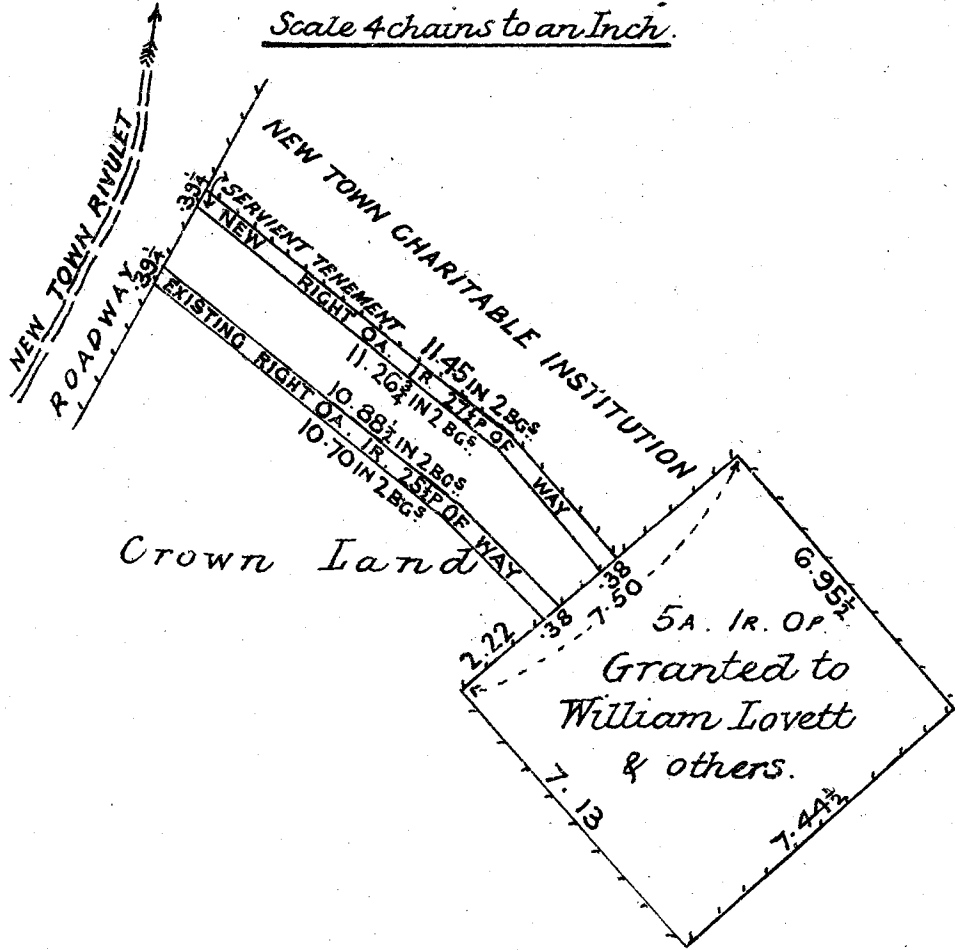 Scale 4 chains to an Inch.
NEW TOWN RIVULET
ROADWAY
.39¼
.39¼
NEW TOWN CHARITABLE INSTITUTION
SERVIENT TENEMENT
NEW RIGHT 0A. 1R. 27½P OF WAY
11.45 IN 2 BGS
11.26¾ IN 2 BGS.
EXISTING RIGHT 0A. 1R. 25½P OF WAY
10.88½ IN 2 BGS
10.70 IN 2 BGS
Crown Land
2.22
.38
.38
7.50
6.95½
5A. 1R. 0P.
Granted to
William Lovett
& others.
7.13
7.44½